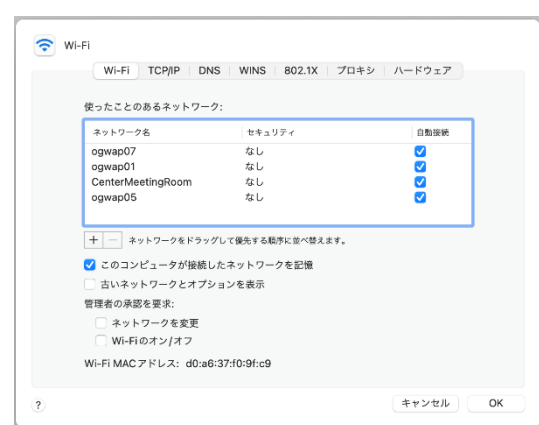 Wi-Fi
Wi-Fi TCP/IP DNS WINS 802.1X プロキシ ハードウェア
使ったことのあるネットワーク:
ネットワーク名 セキュリティ 自動接続
ogwap07 なし
ogwap01 なし
CenterMeetingRoom なし
ogwap05 なし
+ − ネットワークをドラッグして優先する順序に並べ替えます。
このコンピュータが接続したネットワークを記憶
古いネットワークとオプションを表示
管理者の承認を要求:
ネットワークを変更
Wi-Fiのオン/オフ
Wi-Fi MACアドレス: d0:a6:37:f0:9f:c9
? キャンセル OK